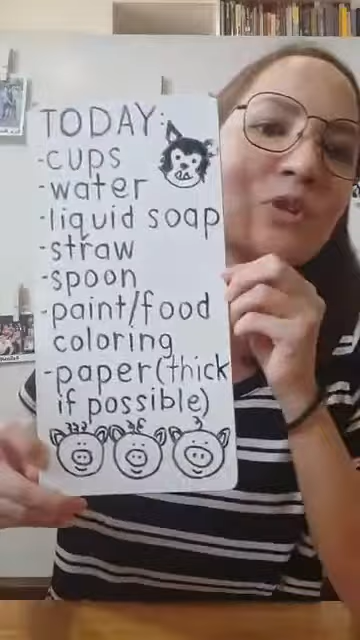 TODAY:
-cups
-water
-liquid soap
-straw
-spoon
-paint/food
coloring
-paper(thick
if possible)